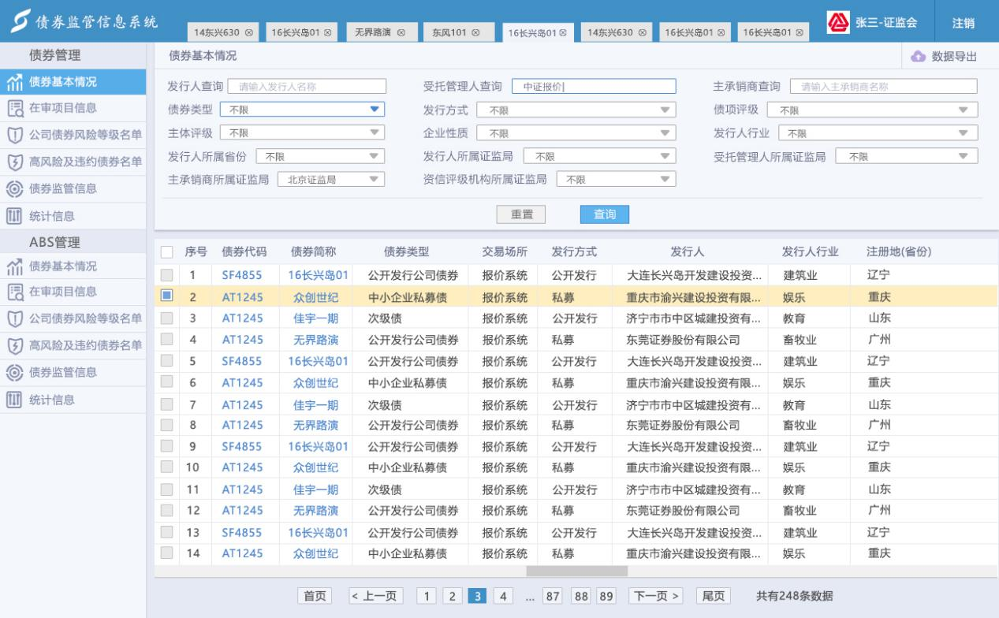 债券监管信息系统
14东兴630 16长兴岛01 无界路演 东风101 16长兴岛01 14东兴630 16长兴岛01 16长兴岛01
张三-证监会 注销
债券管理
债券基本情况
在审项目信息
公司债券风险等级名单
高风险及违约债券名单
债券监管信息
统计信息
ABS管理
债券基本情况
在审项目信息
公司债券风险等级名单
高风险及违约债券名单
债券监管信息
统计信息
债券基本情况 数据导出
发行人查询 请输入发行人名称 受托管理人查询 中证报价 主承销商查询 请输入主承销商名称
债券类型 不限 发行方式 不限 债项评级 不限
主体评级 不限 企业性质 不限 发行人行业 不限
发行人所属省份 不限 发行人所属证监局 不限 受托管理人所属证监局 不限
主承销商所属证监局 北京证监局 资信评级机构所属证监局 不限
重置 查询
序号 债券代码 债券简称 债券类型 交易场所 发行方式 发行人 发行人行业 注册地(省份)
1 SF4855 16长兴岛01 公开发行公司债券 报价系统 公开发行 大连长兴岛开发建设投资... 建筑业 辽宁
2 AT1245 众创世纪 中小企业私募债 报价系统 私募 重庆市渝兴建设投资有限... 娱乐 重庆
3 AT1245 佳宇一期 次级债 报价系统 公开发行 济宁市市中区城建投资有... 教育 山东
4 AT1245 无界路演 公开发行公司债券 报价系统 私募 东莞证券股份有限公司 畜牧业 广州
5 SF4855 16长兴岛01 公开发行公司债券 报价系统 公开发行 大连长兴岛开发建设投资... 建筑业 辽宁
6 AT1245 众创世纪 中小企业私募债 报价系统 私募 重庆市渝兴建设投资有限... 娱乐 重庆
7 AT1245 佳宇一期 次级债 报价系统 公开发行 济宁市市中区城建投资有... 教育 山东
8 AT1245 无界路演 公开发行公司债券 报价系统 私募 东莞证券股份有限公司 畜牧业 广州
9 SF4855 16长兴岛01 公开发行公司债券 报价系统 公开发行 大连长兴岛开发建设投资... 建筑业 辽宁
10 AT1245 众创世纪 中小企业私募债 报价系统 私募 重庆市渝兴建设投资有限... 娱乐 重庆
11 AT1245 佳宇一期 次级债 报价系统 公开发行 济宁市市中区城建投资有... 教育 山东
12 AT1245 无界路演 公开发行公司债券 报价系统 私募 东莞证券股份有限公司 畜牧业 广州
13 SF4855 16长兴岛01 公开发行公司债券 报价系统 公开发行 大连长兴岛开发建设投资... 建筑业 辽宁
14 AT1245 众创世纪 中小企业私募债 报价系统 私募 重庆市渝兴建设投资有限... 娱乐 重庆
首页 < 上一页 1 2 3 4 ... 87 88 89 下一页 > 尾页 共有248条数据